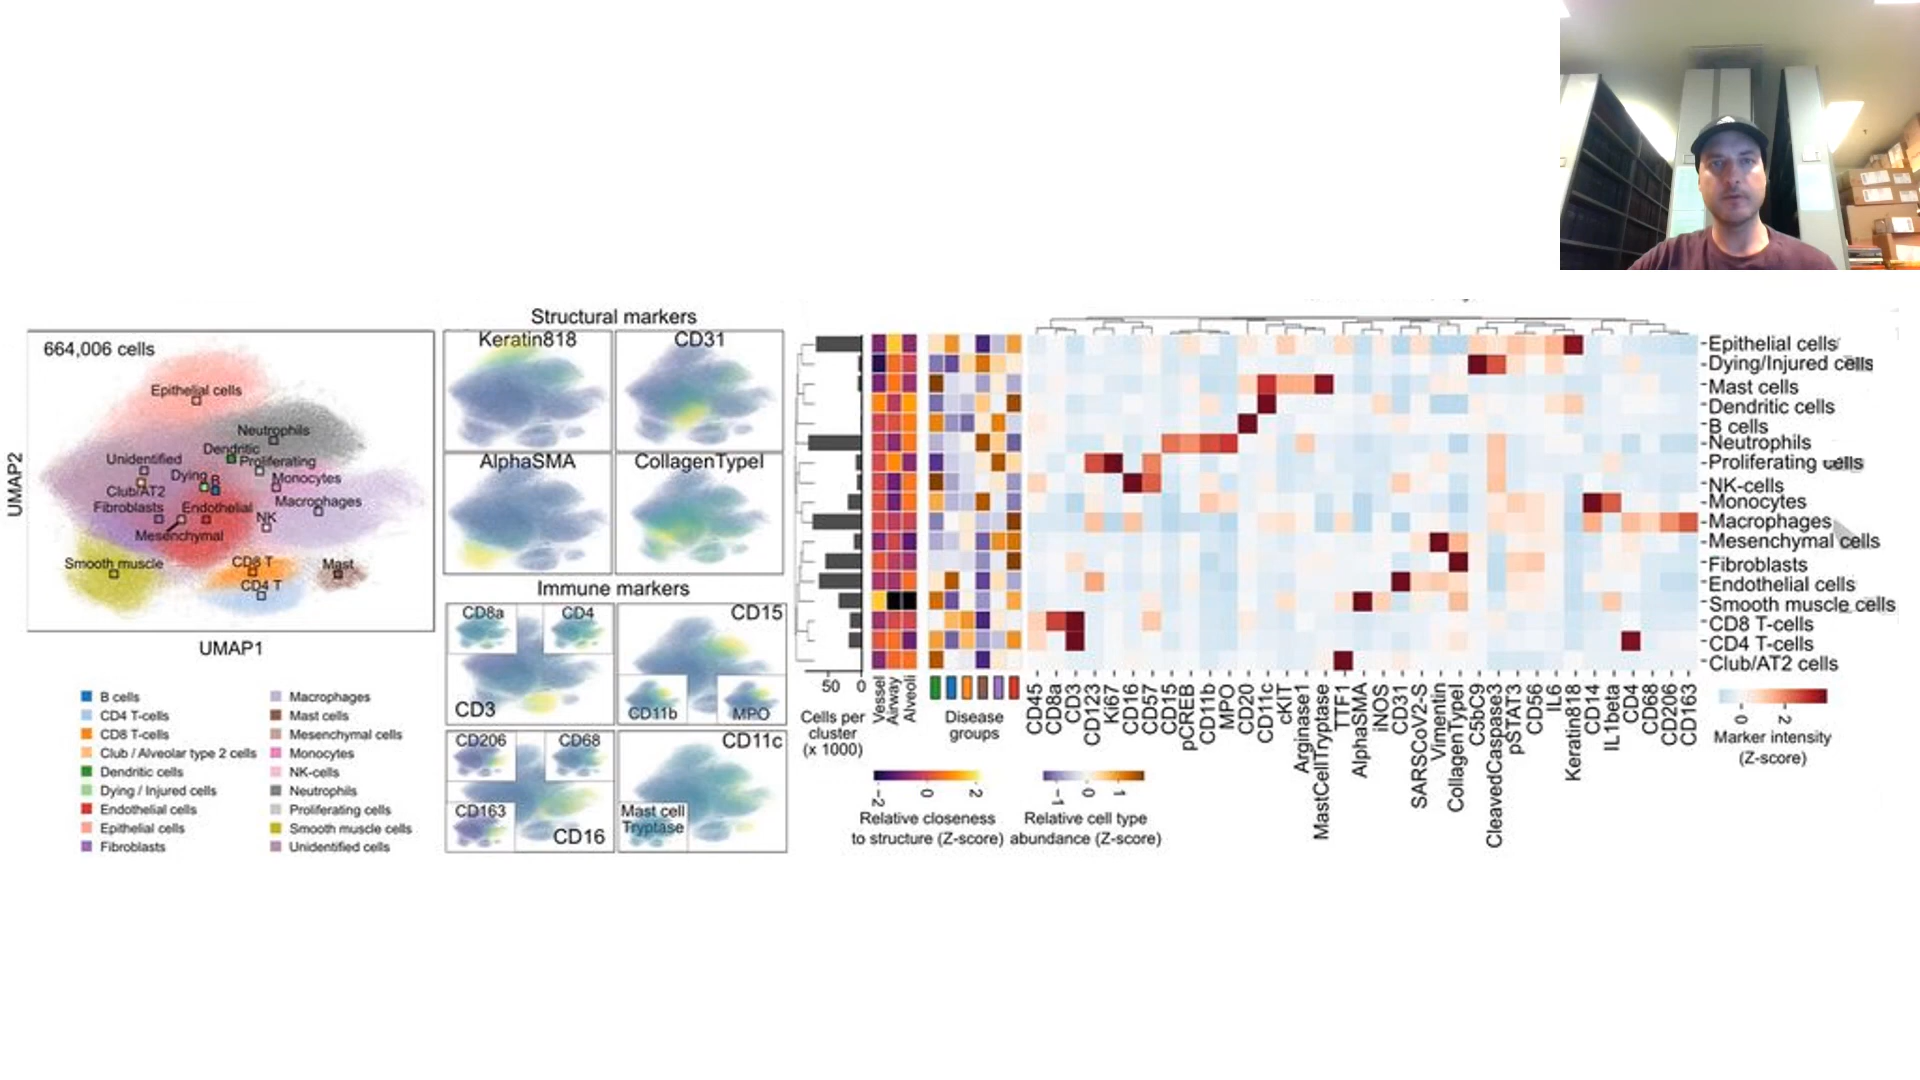 664,006 cells
Epithelial cells
Neutrophils
Dendritic
Unidentified
Proliferating
Dying
B
Monocytes
Club/AT2
Macrophages
Fibroblasts
Endothelial
NK
Mesenchymal
Smooth muscle
CD8 T
Mast
CD4 T
UMAP2
UMAP1
B cells
CD4 T-cells
CD8 T-cells
Club / Alveolar type 2 cells
Dendritic cells
Dying / Injured cells
Endothelial cells
Epithelial cells
Fibroblasts
Macrophages
Mast cells
Mesenchymal cells
Monocytes
NK-cells
Neutrophils
Proliferating cells
Smooth muscle cells
Unidentified cells
Structural markers
Keratin818
CD31
AlphaSMA
CollagenTypeI
Immune markers
CD8a
CD4
CD3
CD15
CD11b
MPO
CD206
CD68
CD163
CD16
CD11c
Mast cell
Tryptase
50
0
Cells per
cluster
(x 1000)
Vessel
Airway
Alveoli
Disease
groups
-2
0
2
Relative closeness
to structure (Z-score)
-1
0
1
Relative cell type
abundance (Z-score)
CD45
CD8a
CD3
CD123
Ki67
CD16
CD57
CD15
pCREB
CD11b
MPO
CD20
CD11c
cKIT
Arginase1
MastCellTryptase
TTF1
AlphaSMA
iNOS
CD31
SARSCoV2-S
Vimentin
CollagenTypeI
C5bC9
CleavedCaspase3
pSTAT3
CD56
IL6
Keratin818
CD14
IL1beta
CD4
CD68
CD206
CD163
Epithelial cells
Dying/Injured cells
Mast cells
Dendritic cells
B cells
Neutrophils
Proliferating cells
NK-cells
Monocytes
Macrophages
Mesenchymal cells
Fibroblasts
Endothelial cells
Smooth muscle cells
CD8 T-cells
CD4 T-cells
Club/AT2 cells
0
2
Marker intensity
(Z-score)